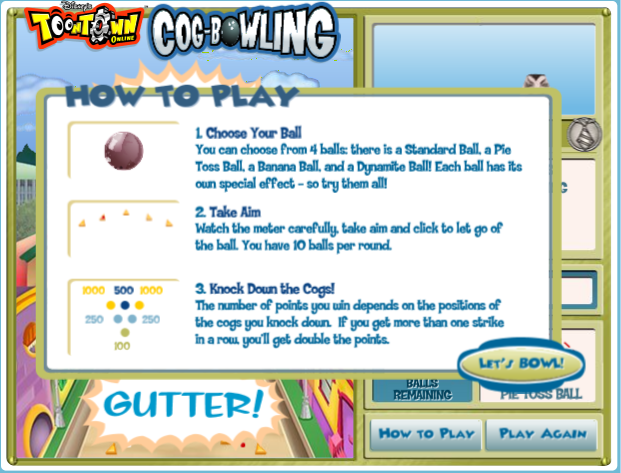 Disney's
TOONTOWN
ONLINE
COG-BOWLING
HOW TO PLAY
1. Choose Your Ball
You can choose from 4 balls: there is a Standard Ball, a Pie
Toss Ball, a Banana Ball, and a Dynamite Ball! Each ball has its
own special effect - so try them all!
2. Take Aim
Watch the meter carefully, take aim and click to let go of
the ball. You have 10 balls per round.
1000 500 1000
250 250
100
3. Knock Down the Cogs!
The number of points you win depends on the positions of
the cogs you knock down. If you get more than one strike
in a row, you'll get double the points.
LET'S BOWL!
GUTTER!
BALLS
REMAINING
PIE TOSS BALL
HOW TO PLAY
PLAY AGAIN